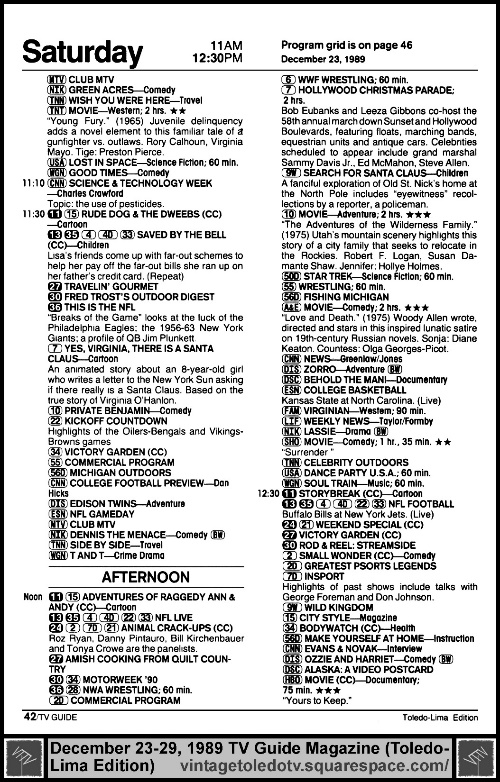 Saturday
11AM
12:30PM
MTV CLUB MTV
NIK GREEN ACRES—Comedy
TNN WISH YOU WERE HERE—Travel
TNT MOVIE—Western; 2 hrs. ★★
"Young Fury." (1965) Juvenile delinquency
adds a novel element to this familiar tale of a
gunfighter vs. outlaws. Rory Calhoun, Virginia
Mayo. Tige: Preston Pierce.
USA LOST IN SPACE—Science Fiction; 60 min.
WGN GOOD TIMES—Comedy
11:10 CNN SCIENCE & TECHNOLOGY WEEK
—Charles Crawford
Topic: the use of pesticides.
11:30 11 15 RUDE DOG & THE DWEEBS (CC)
—Cartoon
13 35 4 4D 33 SAVED BY THE BELL
(CC)—Children
Lisa's friends come up with far-out schemes to
help her pay off the far-out bills she ran up on
her father's credit card. (Repeat)
27 TRAVELIN' GOURMET
30 FRED TROST'S OUTDOOR DIGEST
36 THIS IS THE NFL
"Breaks of the Game" looks at the luck of the
Philadelphia Eagles; the 1956-63 New York
Giants; a profile of QB Jim Plunkett.
7 YES, VIRGINIA, THERE IS A SANTA
CLAUS—Cartoon
An animated story about an 8-year-old girl
who writes a letter to the New York Sun asking
if there really is a Santa Claus. Based on the
true story of Virginia O'Hanlon.
10 PRIVATE BENJAMIN—Comedy
22 KICKOFF COUNTDOWN
Highlights of the Oilers-Bengals and Vikings-
Browns games
34 VICTORY GARDEN (CC)
55 COMMERCIAL PROGRAM
56D MICHIGAN OUTDOORS
CNN COLLEGE FOOTBALL PREVIEW—Dan
Hicks
DIS EDISON TWINS—Adventure
ESN NFL GAMEDAY
MTV CLUB MTV
NIK DENNIS THE MENACE—Comedy BW
TNN SIDE BY SIDE—Travel
WGN T AND T—Crime Drama
AFTERNOON
Noon 11 15 ADVENTURES OF RAGGEDY ANN &
ANDY (CC)—Cartoon
13 35 4 4D 22 33 NFL LIVE
24 2 7D 21 ANIMAL CRACK-UPS (CC)
Roz Ryan, Danny Pintauro, Bill Kirchenbauer
and Tonya Crowe are the panelists.
27 AMISH COOKING FROM QUILT COUN-
TRY
30 34 MOTORWEEK '90
36 28 NWA WRESTLING; 60 min.
2D COMMERCIAL PROGRAM
Program grid is on page 46
December 23, 1989
6 WWF WRESTLING; 60 min.
7 HOLLYWOOD CHRISTMAS PARADE;
2 hrs.
Bob Eubanks and Leeza Gibbons co-host the
58th annual march down Sunset and Hollywood
Boulevards, featuring floats, marching bands,
equestrian units and antique cars. Celebrities
scheduled to appear include grand marshal
Sammy Davis Jr., Ed McMahon, Steve Allen.
9W SEARCH FOR SANTA CLAUS—Children
A fanciful exploration of Old St. Nick's home at
the North Pole includes "eyewitness" recol-
lections by a reporter, a policeman.
10 MOVIE—Adventure; 2 hrs. ★★★
"The Adventures of the Wilderness Family."
(1975) Utah's mountain scenery highlights this
story of a city family that seeks to relocate in
the Rockies. Robert F. Logan, Susan Da-
mante Shaw. Jennifer: Hollye Holmes.
50D STAR TREK—Science Fiction; 60 min.
55 WRESTLING; 60 min.
56D FISHING MICHIGAN
A&E MOVIE—Comedy; 2 hrs. ★★★
"Love and Death." (1975) Woody Allen wrote,
directed and stars in this inspired lunatic satire
on 19th-century Russian novels. Sonja: Diane
Keaton. Countess: Olga Georges-Picot.
CNN NEWS—Greenlow/Jones
DIS ZORRO—Adventure BW
DSC BEHOLD THE MANI—Documentary
ESN COLLEGE BASKETBALL
Kansas State at North Carolina. (Live)
FAM VIRGINIAN—Western; 90 min.
LIF WEEKLY NEWS—Taylor/Formby
NIK LASSIE—Drama BW
SHO MOVIE—Comedy; 1 hr., 35 min. ★★
"Surrender "
TNN CELEBRITY OUTDOORS
USA DANCE PARTY U.S.A.; 60 min.
WGN SOUL TRAIN—Music; 60 min.
12:30 11 STORYBREAK (CC)—Cartoon
13 35 4 4D 22 33 NFL FOOTBALL
Buffalo Bills at New York Jets. (Live)
24 21 WEEKEND SPECIAL (CC)
27 VICTORY GARDEN (CC)
30 ROD & REEL: STREAMSIDE
2 SMALL WONDER (CC)—Comedy
2D GREATEST PSORTS LEGENDS
7D INSPORT
Highlights of past shows include talks with
George Foreman and Don Johnson.
9W WILD KINGDOM
15 CITY STYLE—Magazine
34 BODYWATCH (CC)—Health
56D MAKE YOURSELF AT HOME—Instruction
CNN EVANS & NOVAK—Interview
DIS OZZIE AND HARRIET—Comedy BW
DSC ALASKA: A VIDEO POSTCARD
HBO MOVIE (CC)—Documentary;
75 min. ★★★
"Yours to Keep."
42/TV GUIDE
Toledo-Lima Edition
December 23-29, 1989 TV Guide Magazine (Toledo-
Lima Edition) vintagetoledotv.squarespace.com/